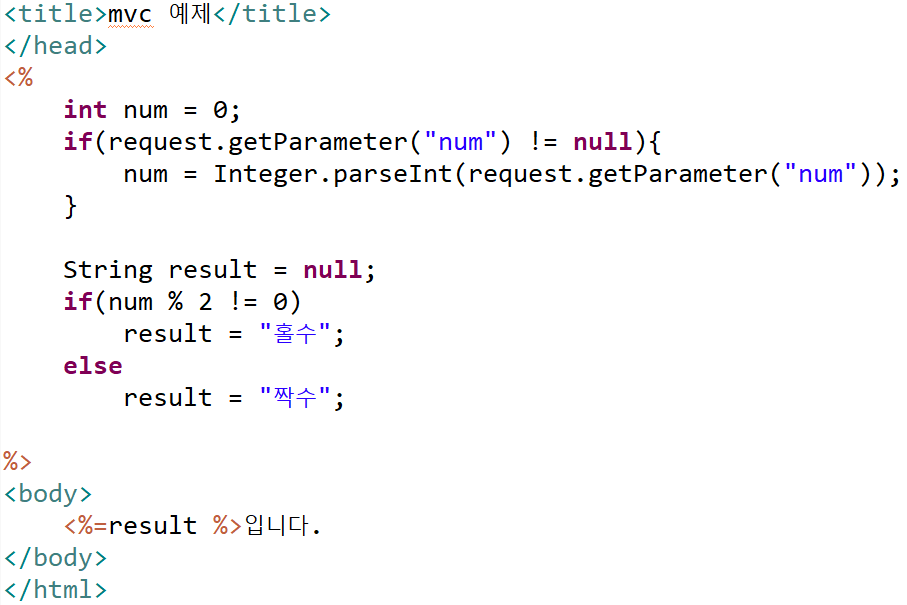 <title>mvc 예제</title>
</head>
<%
    int num = 0;
    if(request.getParameter("num") != null){
        num = Integer.parseInt(request.getParameter("num"));
    }

    String result = null;
    if(num % 2 != 0)
        result = "홀수";
    else
        result = "짝수";

%>
<body>
    <%=result %>입니다.
</body>
</html>